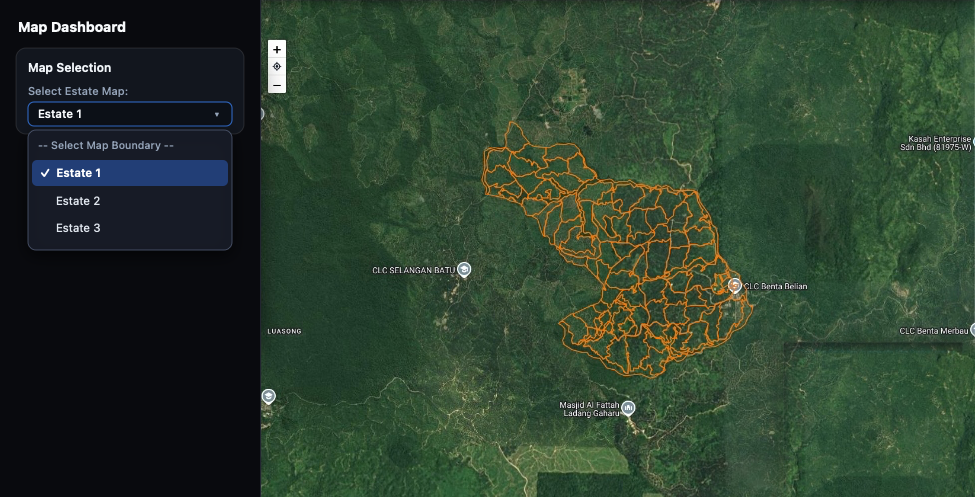 Map Dashboard
Map Selection
Select Estate Map:
Estate 1
-- Select Map Boundary --
✓ Estate 1
Estate 2
Estate 3
+
−
Kasah Enterprise
Sdn Bhd (81975-W)
CLC SELANGAN BATU
CLC Benta Belian
LUASONG
CLC Benta Merbau
Masjid Al Fattah
Ladang Gaharu